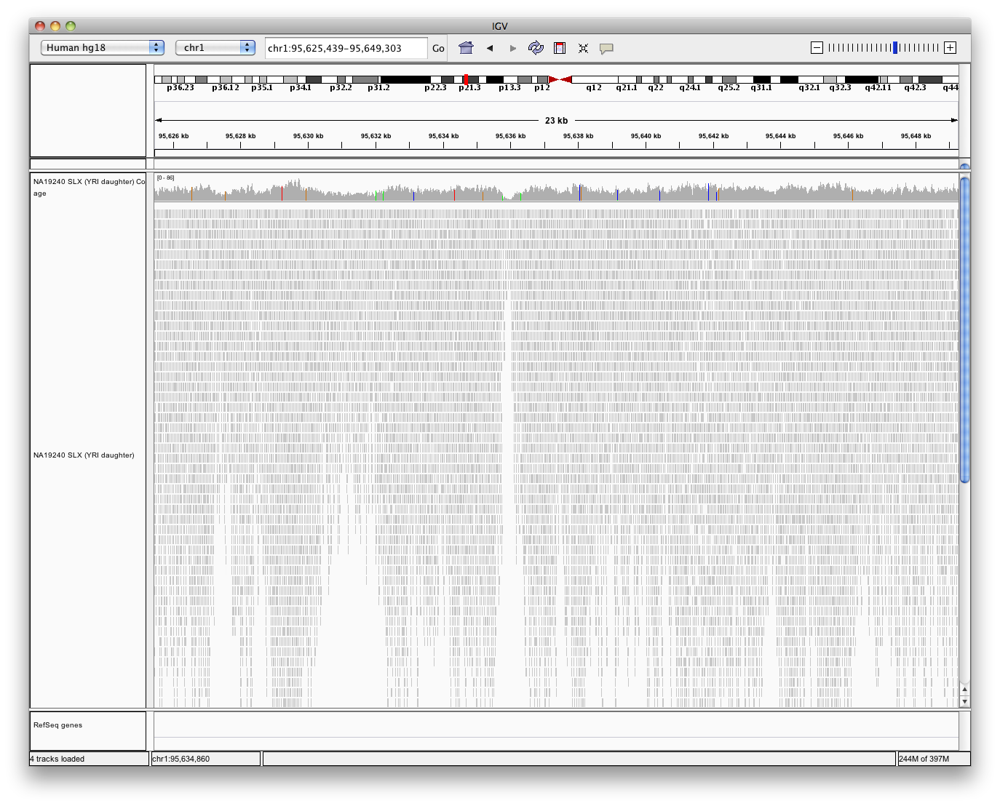 IGV
Human hg18 chr1 chr1:95,625,439-95,649,303 Go
p36.23 p36.12 p35.1 p34.1 p32.2 p31.2 p22.3 p21.3 p13.3 p12 q12 q21.1 q22 q24.1 q25.2 q31.1 q32.1 q32.3 q42.11 q42.3 q44
23 kb
95,626 kb 95,628 kb 95,630 kb 95,632 kb 95,634 kb 95,636 kb 95,638 kb 95,640 kb 95,642 kb 95,644 kb 95,646 kb 95,648 kb
NA19240 SLX (YRI daughter) Co
age
[0 - 86]
NA19240 SLX (YRI daughter)
RefSeq genes
4 tracks loaded chr1:95,634,860 244M of 397M